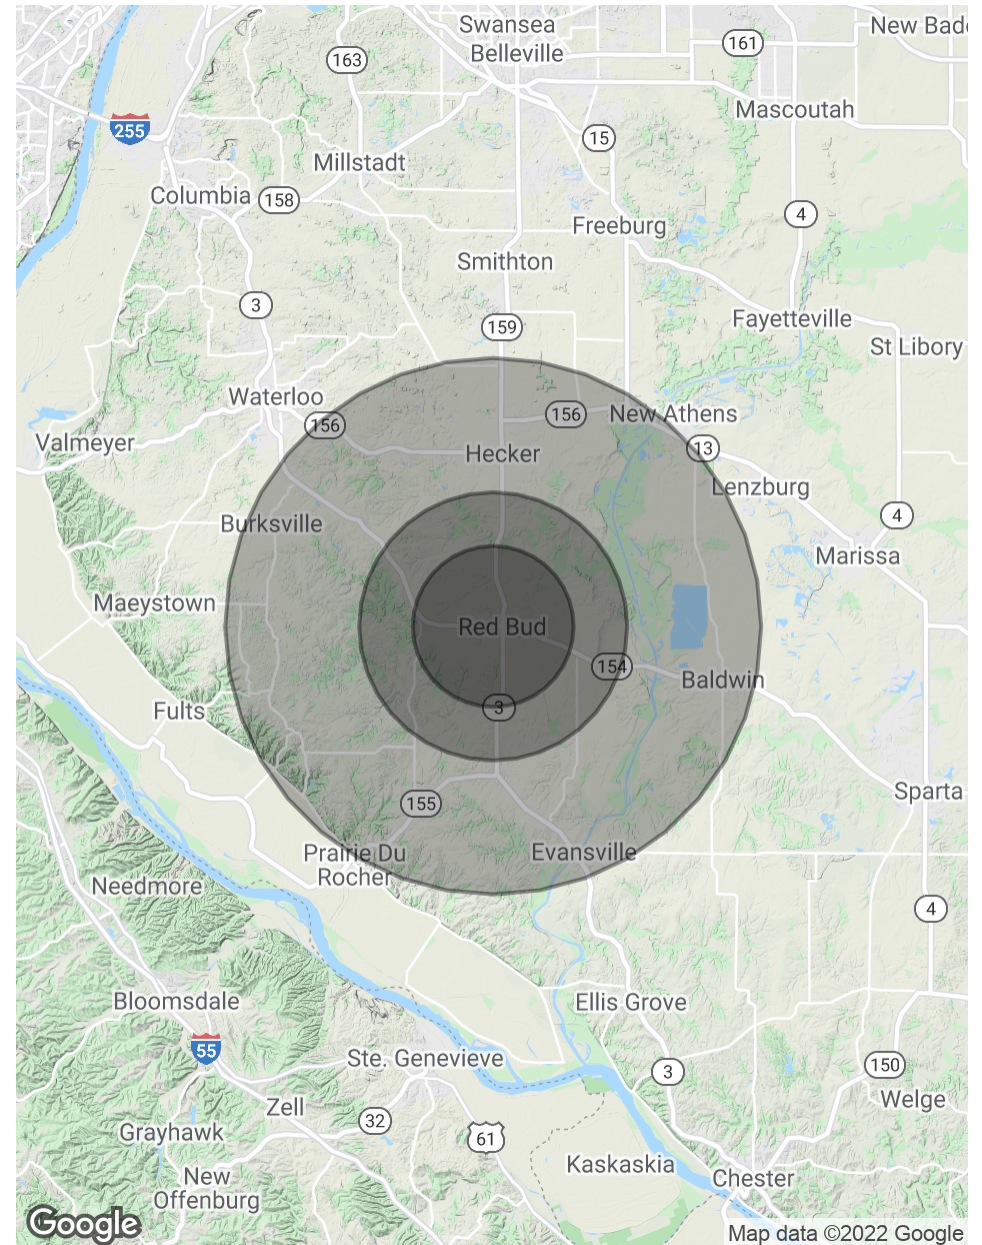 Swansea
New Bade
163
161
Belleville
Mascoutah
255
15
Millstadt
Columbia
158
4
Freeburg
Smithton
3
159
Fayetteville
St Libory
Waterloo
156
156
New Athens
Valmeyer
Hecker
13
Lenzburg
4
Burksville
Marissa
Maeystown
Red Bud
154
Baldwin
Fults
3
Sparta
155
Prairie Du
Rocher
Evansville
Needmore
4
Bloomsdale
Ellis Grove
55
Ste. Genevieve
150
3
Welge
Zell
32
Grayhawk
61
Kaskaskia
New
Offenburg
Chester
Google
Map data ©2022 Google